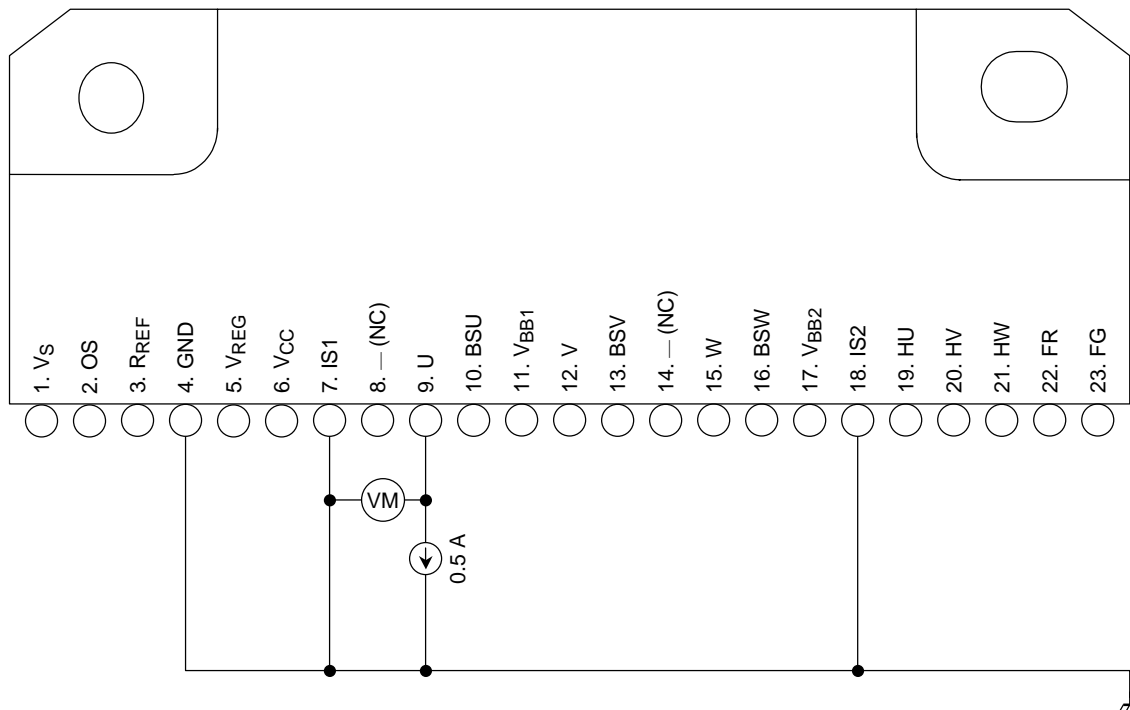 1. VS
2. OS
3. RREF
4. GND
5. VREG
6. VCC
7. IS1
8. — (NC)
9. U
10. BSU
11. VBB1
12. V
13. BSV
14. — (NC)
15. W
16. BSW
17. VBB2
18. IS2
19. HU
20. HV
21. HW
22. FR
23. FG
VM
0.5 A